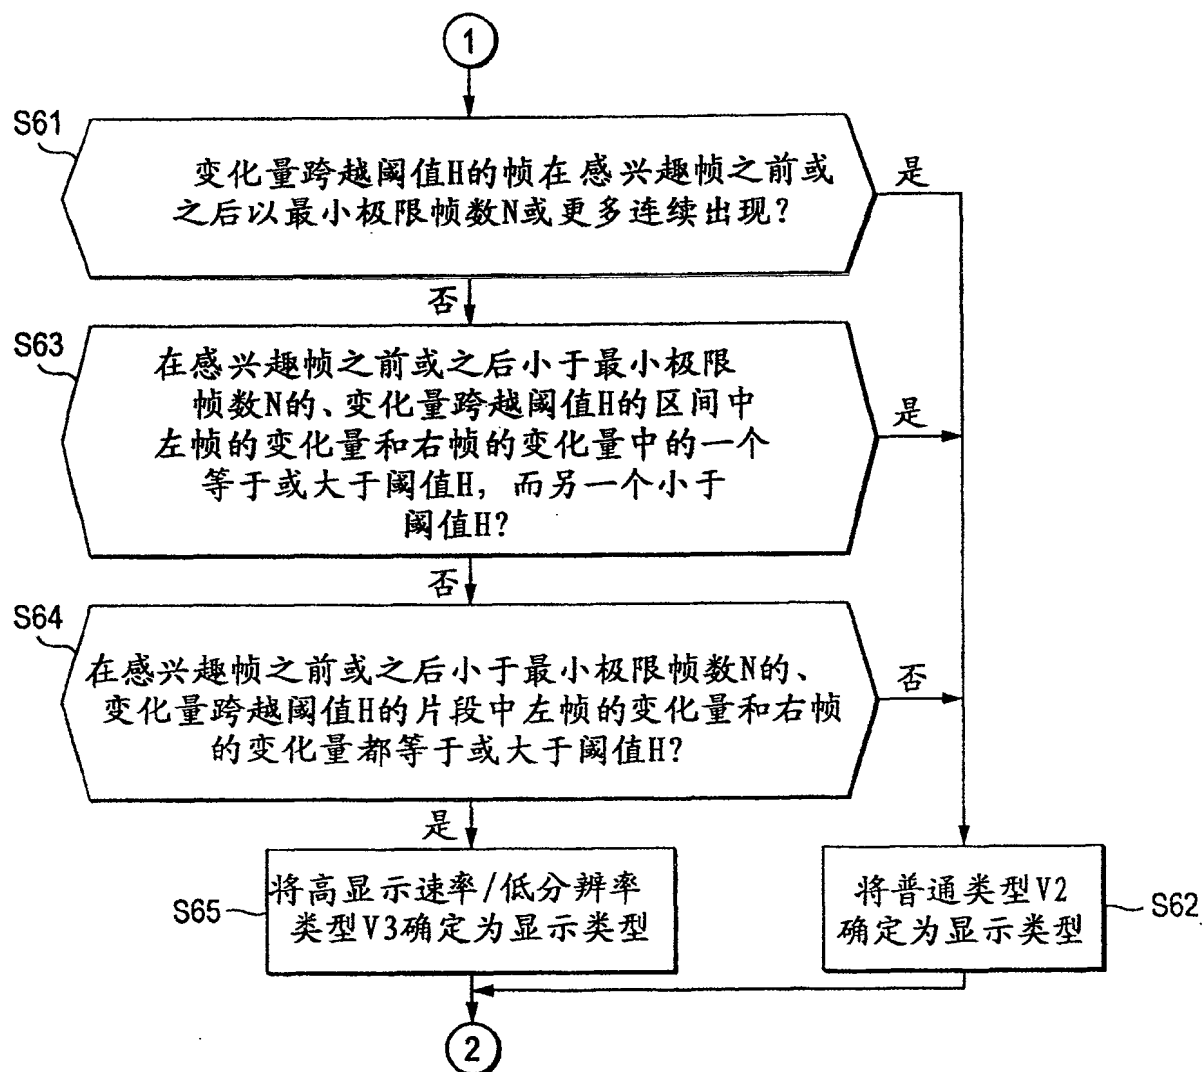 1
S61
变化量跨越阈值H的帧在感兴趣帧之前或
之后以最小极限帧数N或更多连续出现?
是
否
S63
在感兴趣帧之前或之后小于最小极限
帧数N的、变化量跨越阈值H的区间中
左帧的变化量和右帧的变化量中的一个
等于或大于阈值H, 而另一个小于
阈值H?
是
否
S64
在感兴趣帧之前或之后小于最小极限帧数N的、
变化量跨越阈值H的片段中左帧的变化量和右帧
的变化量都等于或大于阈值H?
否
是
S65
将高显示速率/低分辨率
类型V3确定为显示类型
将普通类型V2
确定为显示类型
S62
2